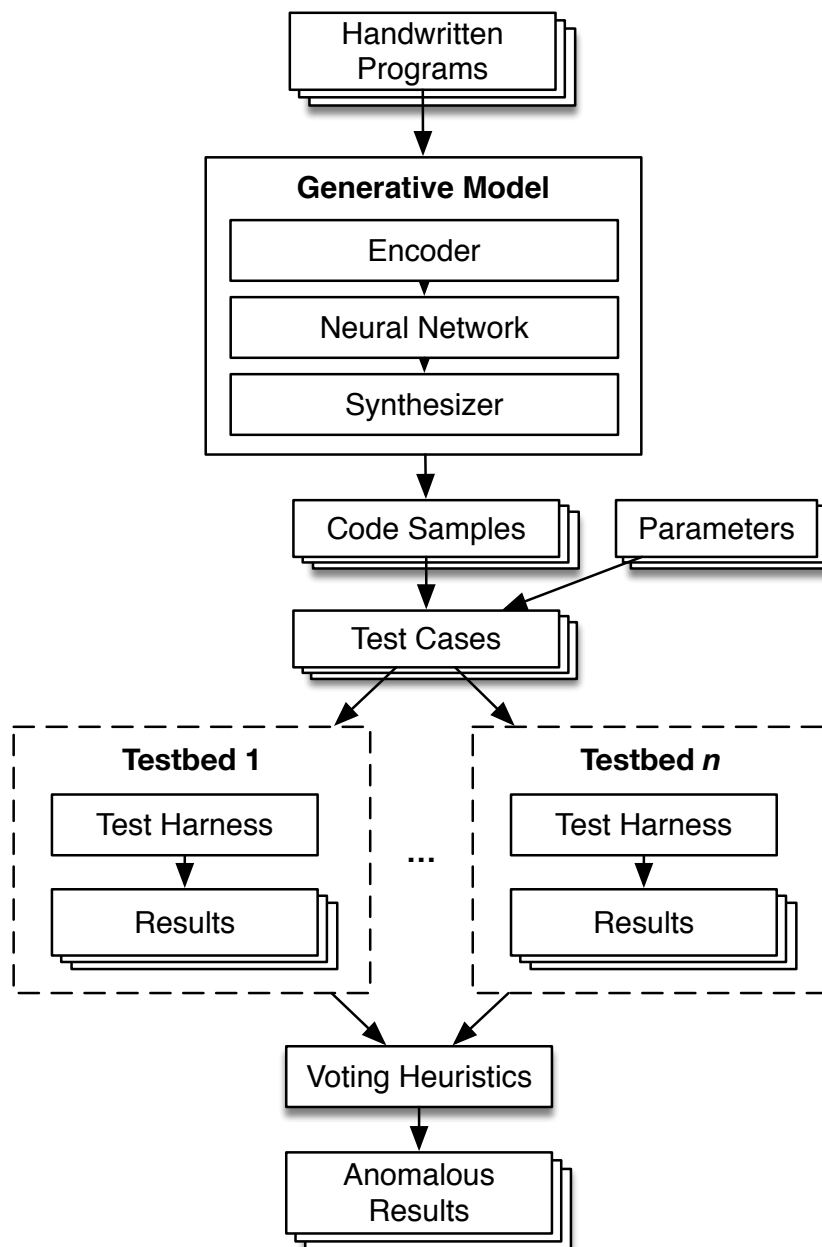 Handwritten
Programs
Generative Model
Encoder
Neural Network
Synthesizer
Code Samples
Parameters
Test Cases
Testbed 1
Test Harness
Results
...
Testbed n
Test Harness
Results
Voting Heuristics
Anomalous
Results